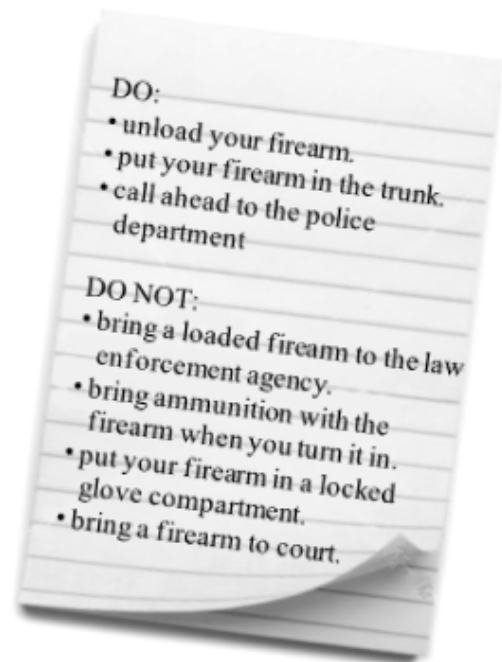 DO:
• unload your firearm.
• put your firearm in the trunk.
• call ahead to the police
department
DO NOT:
• bring a loaded firearm to the law
enforcement agency.
• bring ammunition with the
firearm when you turn it in.
• put your firearm in a locked
glove compartment.
• bring a firearm to court.